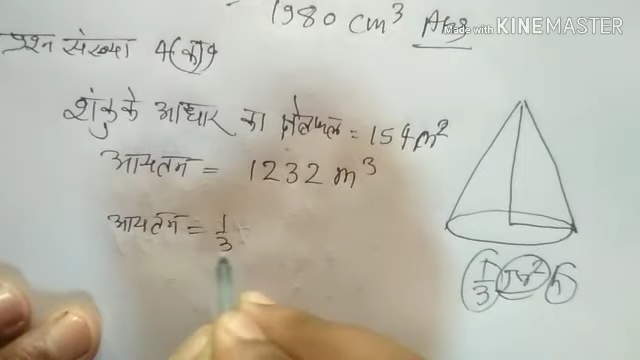 1980 cm³ Ans
Made with KINEMASTER
प्रश्न संख्या 4(क)
शंकु के आधार का क्षेत्रफल = 154 m²
आयतन = 1232 m³
आयतन = 1/3
1/3 πr² h